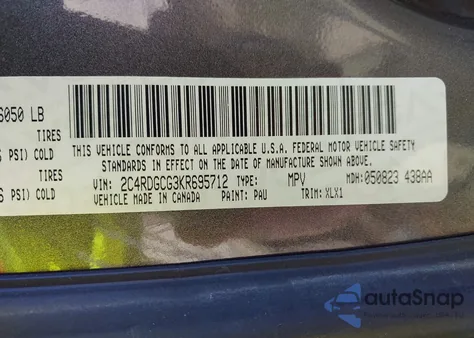 6050 LB
TIRES
PSI) COLD
TIRES
PSI) COLD
THIS VEHICLE CONFORMS TO ALL APPLICABLE U.S.A. FEDERAL MOTOR VEHICLE SAFETY
STANDARDS IN EFFECT ON THE DATE OF MANUFACTURE SHOWN ABOVE.
VIN: 2C4RDGCG3KR695712 TYPE: MPV MDH: 050823 438AA
VEHICLE MADE IN CANADA PAINT: PAU TRIM: XLX1
autoSnap